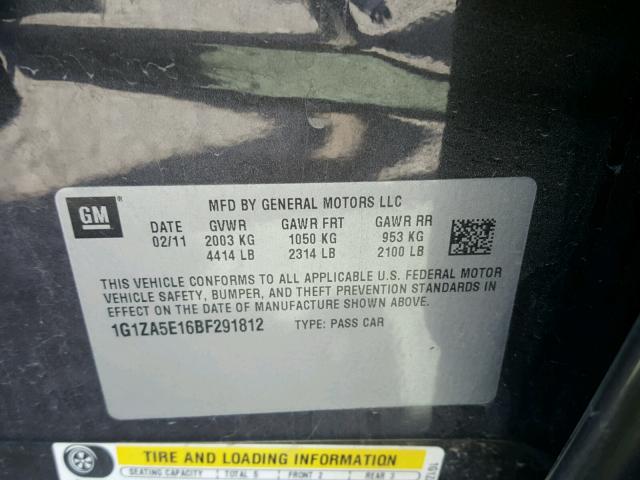 GM®
MFD BY GENERAL MOTORS LLC
DATE GVWR GAWR FRT GAWR RR
02/11 2003 KG 1050 KG 953 KG
4414 LB 2314 LB 2100 LB
THIS VEHICLE CONFORMS TO ALL APPLICABLE U.S. FEDERAL MOTOR
VEHICLE SAFETY, BUMPER, AND THEFT PREVENTION STANDARDS IN
EFFECT ON THE DATE OF MANUFACTURE SHOWN ABOVE.
1G1ZA5E16BF291812 TYPE: PASS CAR
TIRE AND LOADING INFORMATION
SEATING CAPACITY TOTAL 5 FRONT 2 REAR 3